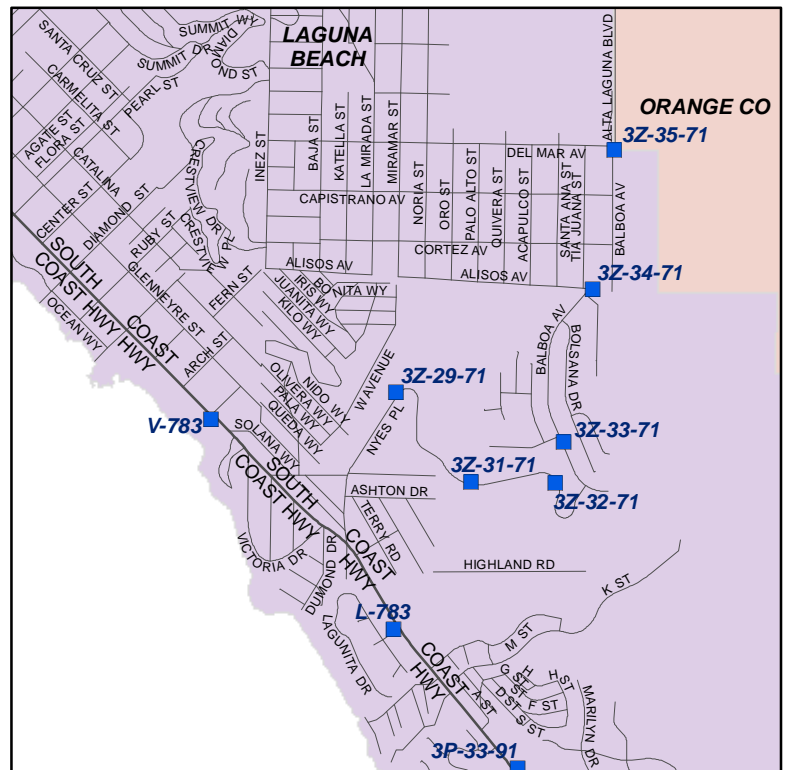 SUMMIT WY
LAGUNA
BEACH
ALTA LAGUNA BLVD
SANTA CRUZ ST
SUMMIT DR
DIAMOND ST
CARMELITA ST
PEARL ST
ORANGE CO
AGATE ST
FLORA ST
3Z-35-71
INEZ ST
BAJA ST
KATELLA ST
LA MIRADA ST
MIRAMAR ST
DEL MAR AV
CATALINA
CRESTVIEW DR
NORIA ST
ORO ST
PALO ALTO ST
QUIVERA ST
ACAPULCO ST
SANTA ANA ST
TIA JUANA ST
BALBOA AV
CENTER ST
DIAMOND ST
CAPISTRANO AV
RUBY ST
CRESTVIEW PL
CORTEZ AV
SOUTH
COAST HWY
ALISOS AV
ALISOS AV
3Z-34-71
GLENNEYRE ST
FERN ST
BONITA WY
IRIS WY
JUANITA WY
KILO WY
OCEAN WY
COAST
HWY
ARCH ST
BALBOA AV
BOLSANA DR
NIDO WY
OLIVERA WY
PALA WY
QUEDA WY
W AVENUE
3Z-29-71
V-783
SOLANA WY
NYES PL
3Z-33-71
SOUTH
COAST HWY
3Z-31-71
ASHTON DR
3Z-32-71
TERRY RD
VICTORIA DR
DUMOND DR
COAST
HWY
HIGHLAND RD
K ST
L-783
LAGUNITA DR
M ST
COAST
HWY
A ST
G ST
H ST
H ST
D ST
S ST
F ST
MARILYN DR
3P-33-91